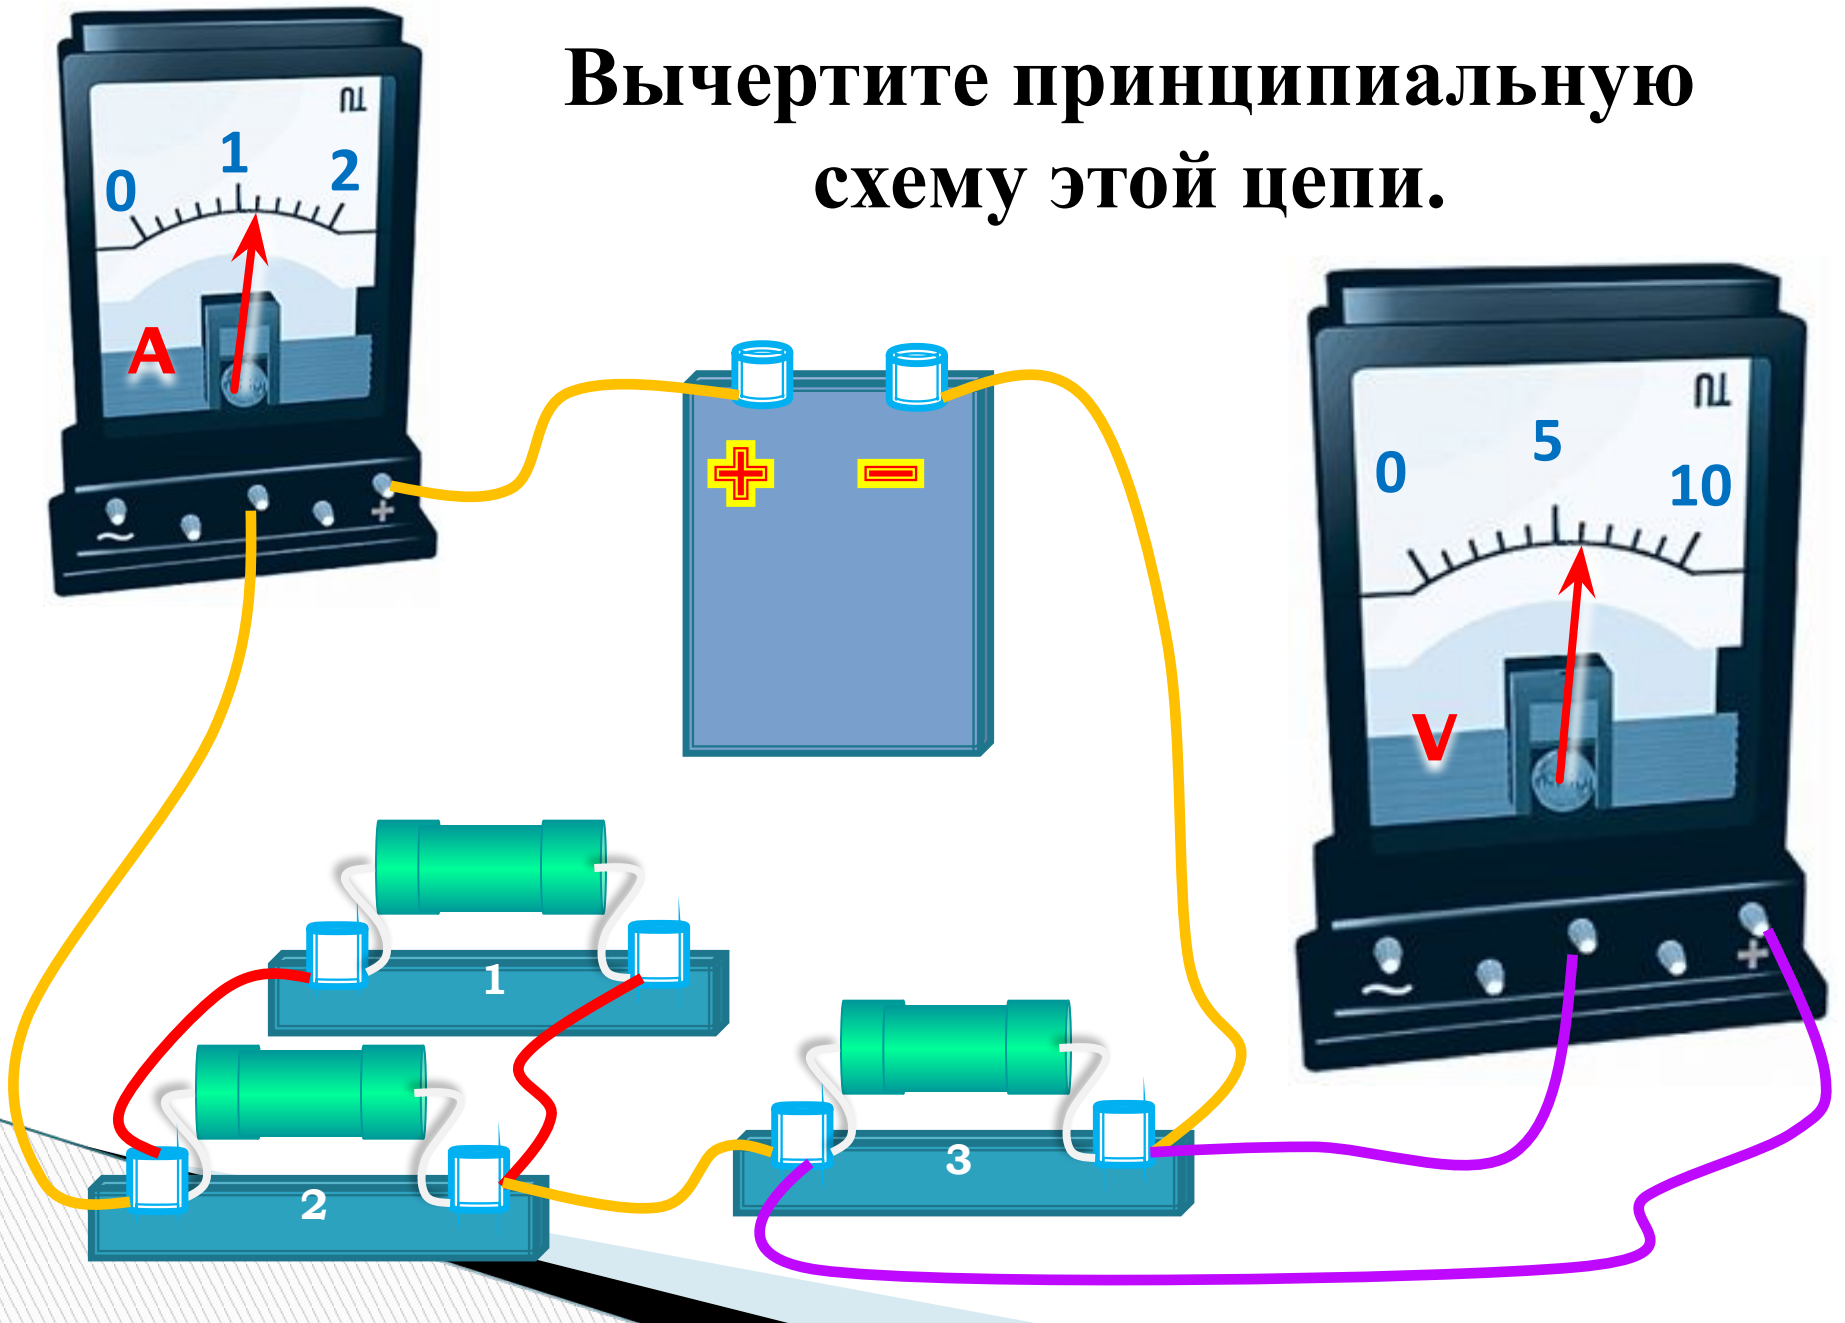 Вычертите принципиальную
схему этой цепи.
0 1 2
A
+
+ −
0 5 10
V
+
1
2
3